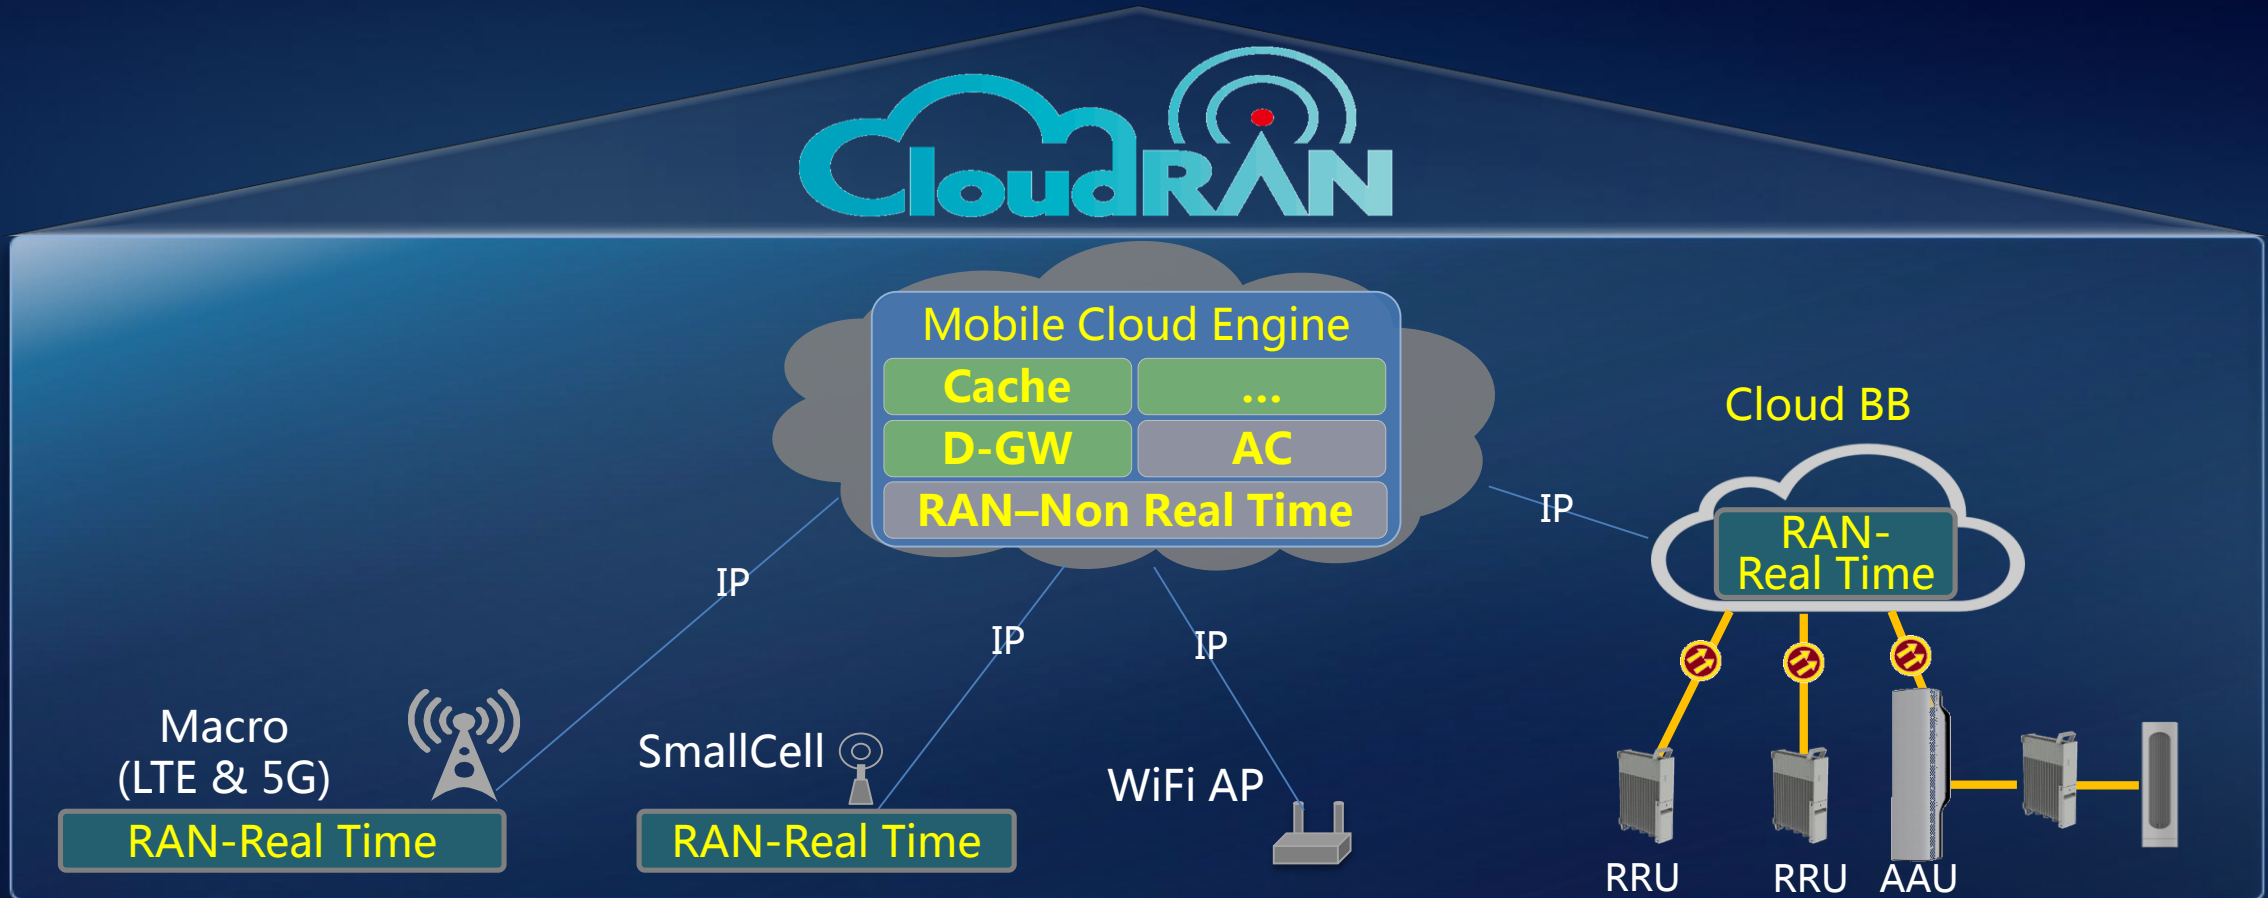 CloudRAN
Mobile Cloud Engine
Cache
...
D-GW
AC
RAN–Non Real Time
Cloud BB
RAN-
Real Time
IP
IP
IP
IP
Macro
(LTE & 5G)
RAN-Real Time
SmallCell
RAN-Real Time
WiFi AP
RRU
RRU
AAU